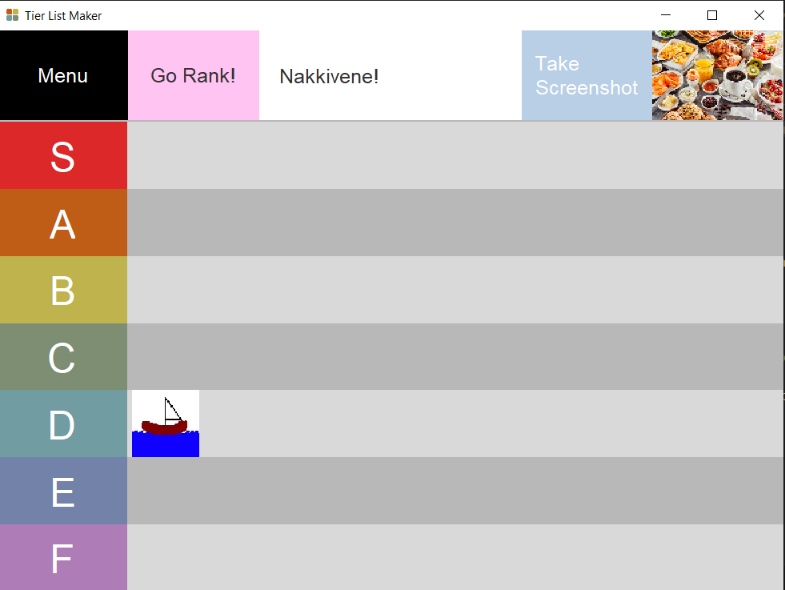 Tier List Maker
Menu
Go Rank!
Nakkivene!
Take
Screenshot
S
A
B
C
D
E
F